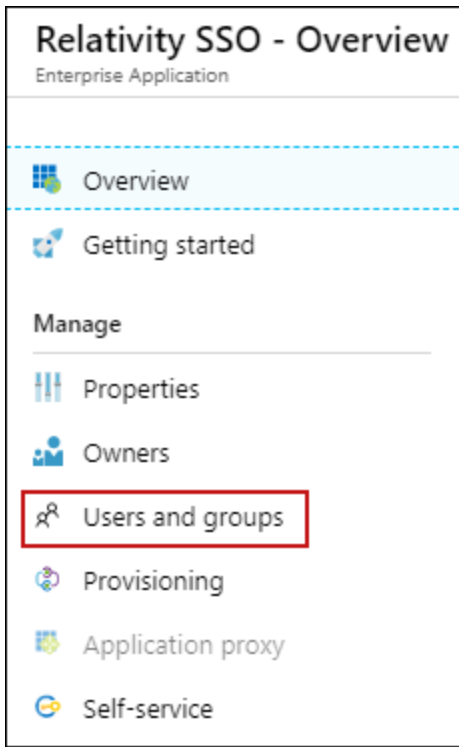 Relativity SSO - Overview
Enterprise Application
Overview
Getting started
Manage
Properties
Owners
Users and groups
Provisioning
Application proxy
Self-service